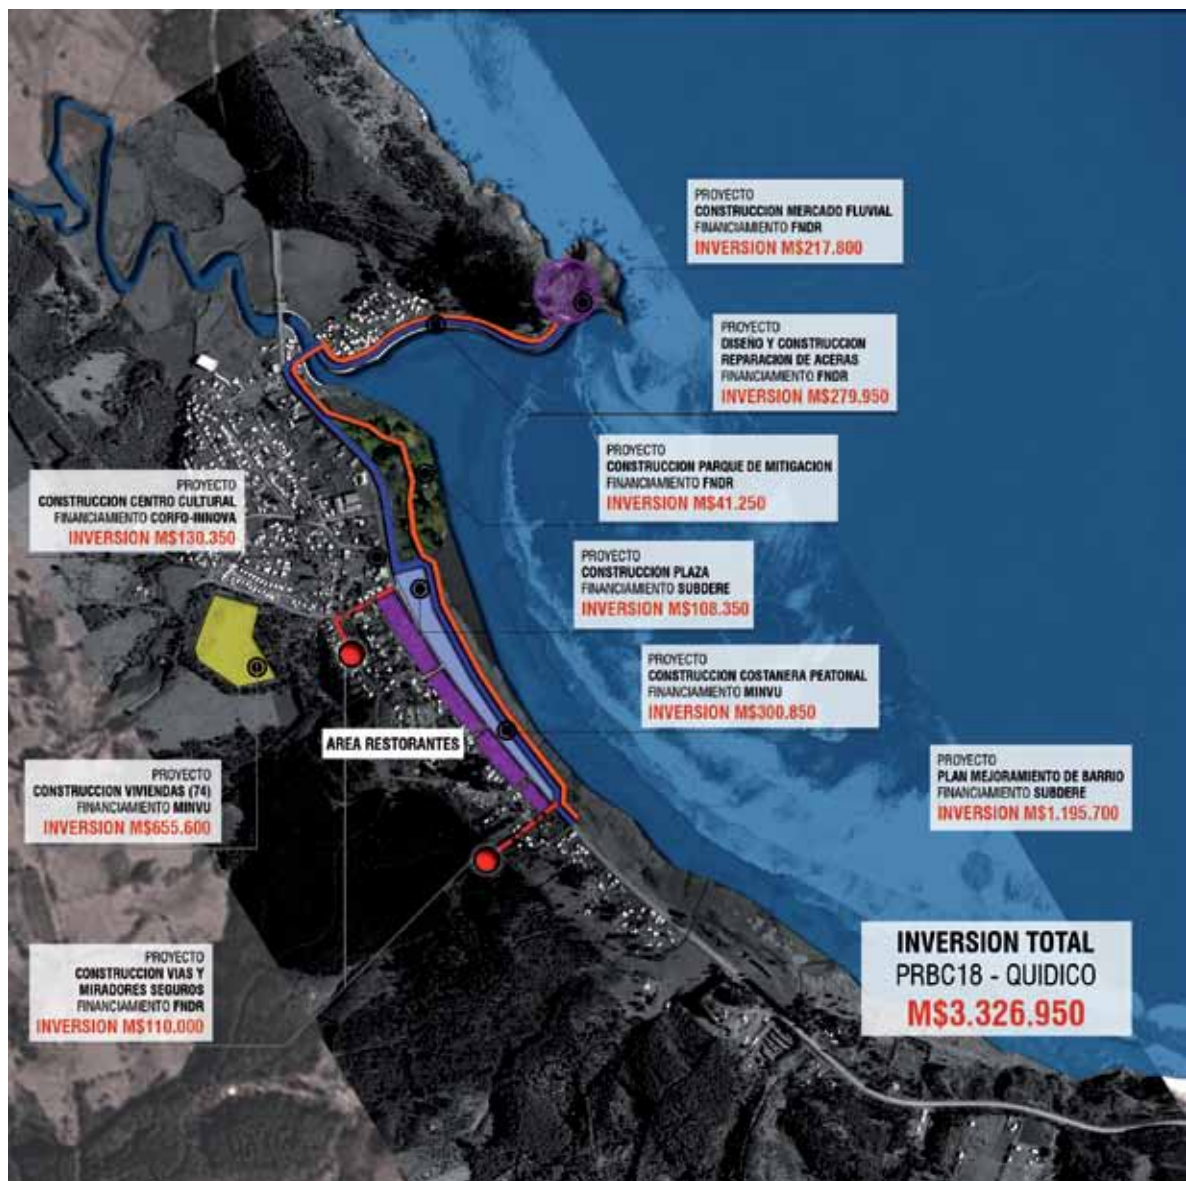 PROYECTO
CONSTRUCCION MERCADO FLUVIAL
FINANCIAMIENTO FNDR
INVERSION M$217.800
PROYECTO
DISEÑO Y CONSTRUCCION
REPARACION DE ACERAS
FINANCIAMIENTO FNDR
INVERSION M$279.950
PROYECTO
CONSTRUCCION PARQUE DE MITIGACION
FINANCIAMIENTO FNDR
INVERSION M$41.250
PROYECTO
CONSTRUCCION CENTRO CULTURAL
FINANCIAMIENTO CORFO-INNOVA
INVERSION M$130.350
PROYECTO
CONSTRUCCION PLAZA
FINANCIAMIENTO SUBDERE
INVERSION M$108.350
PROYECTO
CONSTRUCCION COSTANERA PEATONAL
FINANCIAMIENTO MINVU
INVERSION M$300.850
AREA RESTORANTES
PROYECTO
PLAN MEJORAMIENTO DE BARRIO
FINANCIAMIENTO SUBDERE
INVERSION M$1.195.700
PROYECTO
CONSTRUCCION VIVIENDAS (74)
FINANCIAMIENTO MINVU
INVERSION M$655.600
PROYECTO
CONSTRUCCION VIAS Y
MIRADORES SEGUROS
FINANCIAMIENTO FNDR
INVERSION M$110.000
INVERSION TOTAL
PRBC18 - QUIDICO
M$3.326.950